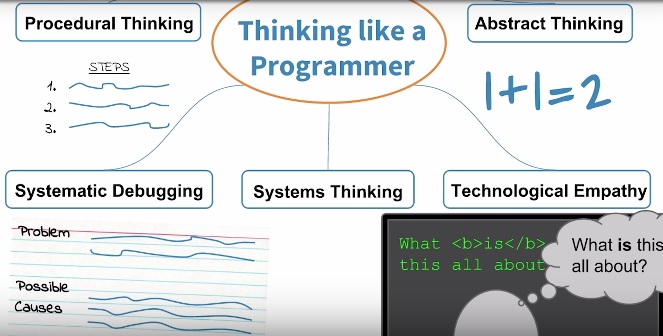 Procedural Thinking
STEPS
1.
2.
3.
Thinking like a
Programmer
Abstract Thinking
1+1=2
Systematic Debugging
Systems Thinking
Technological Empathy
Problem
Possible
Causes
What <b>is</b>
this all about
What is this
all about?